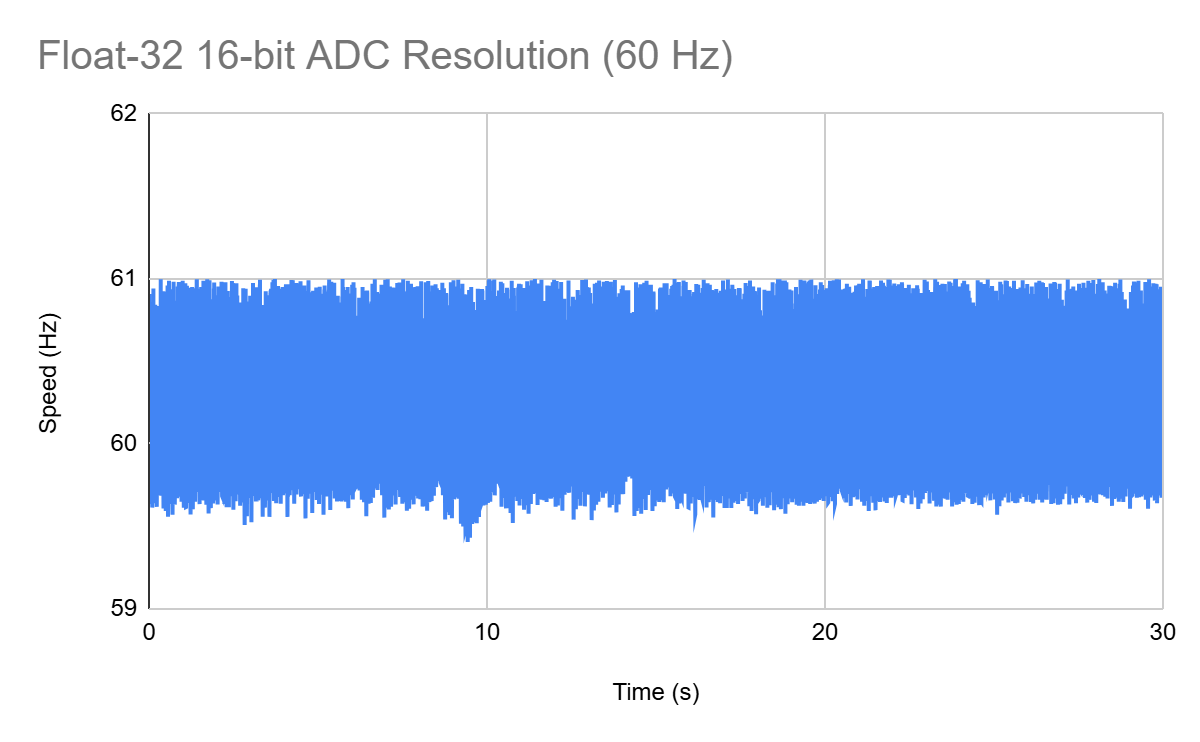 Float-32 16-bit ADC Resolution (60 Hz)
62
61
60
59
Speed (Hz)
0 10 20 30
Time (s)